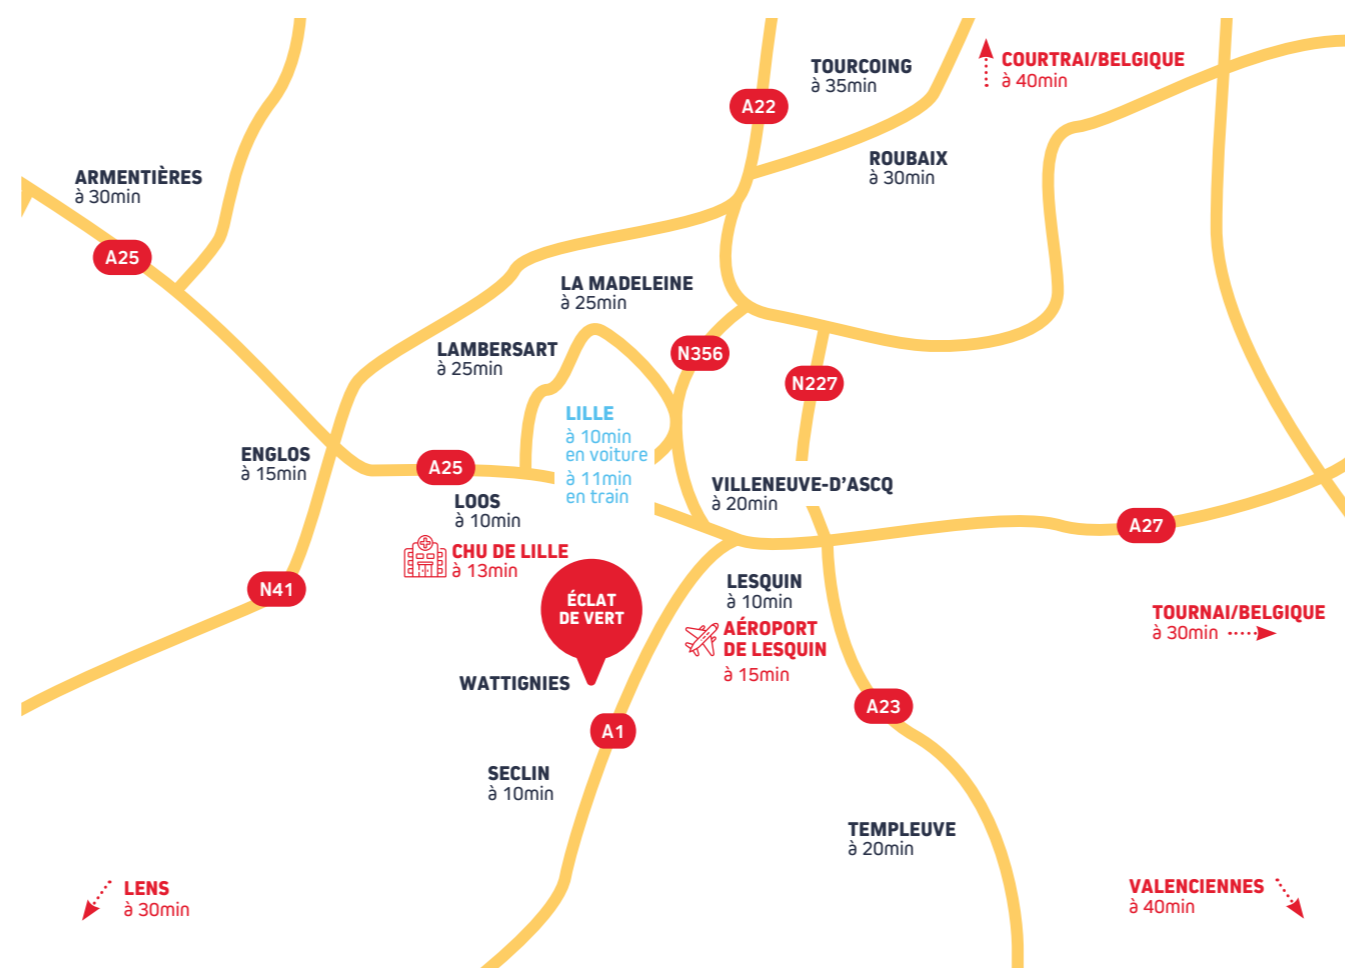 TOURCOING
à 35min
COURTRAI/BELGIQUE
à 40min
A22
ROUBAIX
à 30min
ARMENTIÈRES
à 30min
A25
LA MADELEINE
à 25min
LAMBERSART
à 25min
N356
N227
LILLE
à 10min
en voiture
à 11min
en train
ENGLOS
à 15min
A25
LOOS
à 10min
VILLENEUVE-D'ASCQ
à 20min
A27
CHU DE LILLE
à 13min
N41
ÉCLAT
DE VERT
LESQUIN
à 10min
AÉROPORT
DE LESQUIN
à 15min
TOURNAI/BELGIQUE
à 30min
WATTIGNIES
A1
A23
SECLIN
à 10min
TEMPLEUVE
à 20min
LENS
à 30min
VALENCIENNES
à 40min